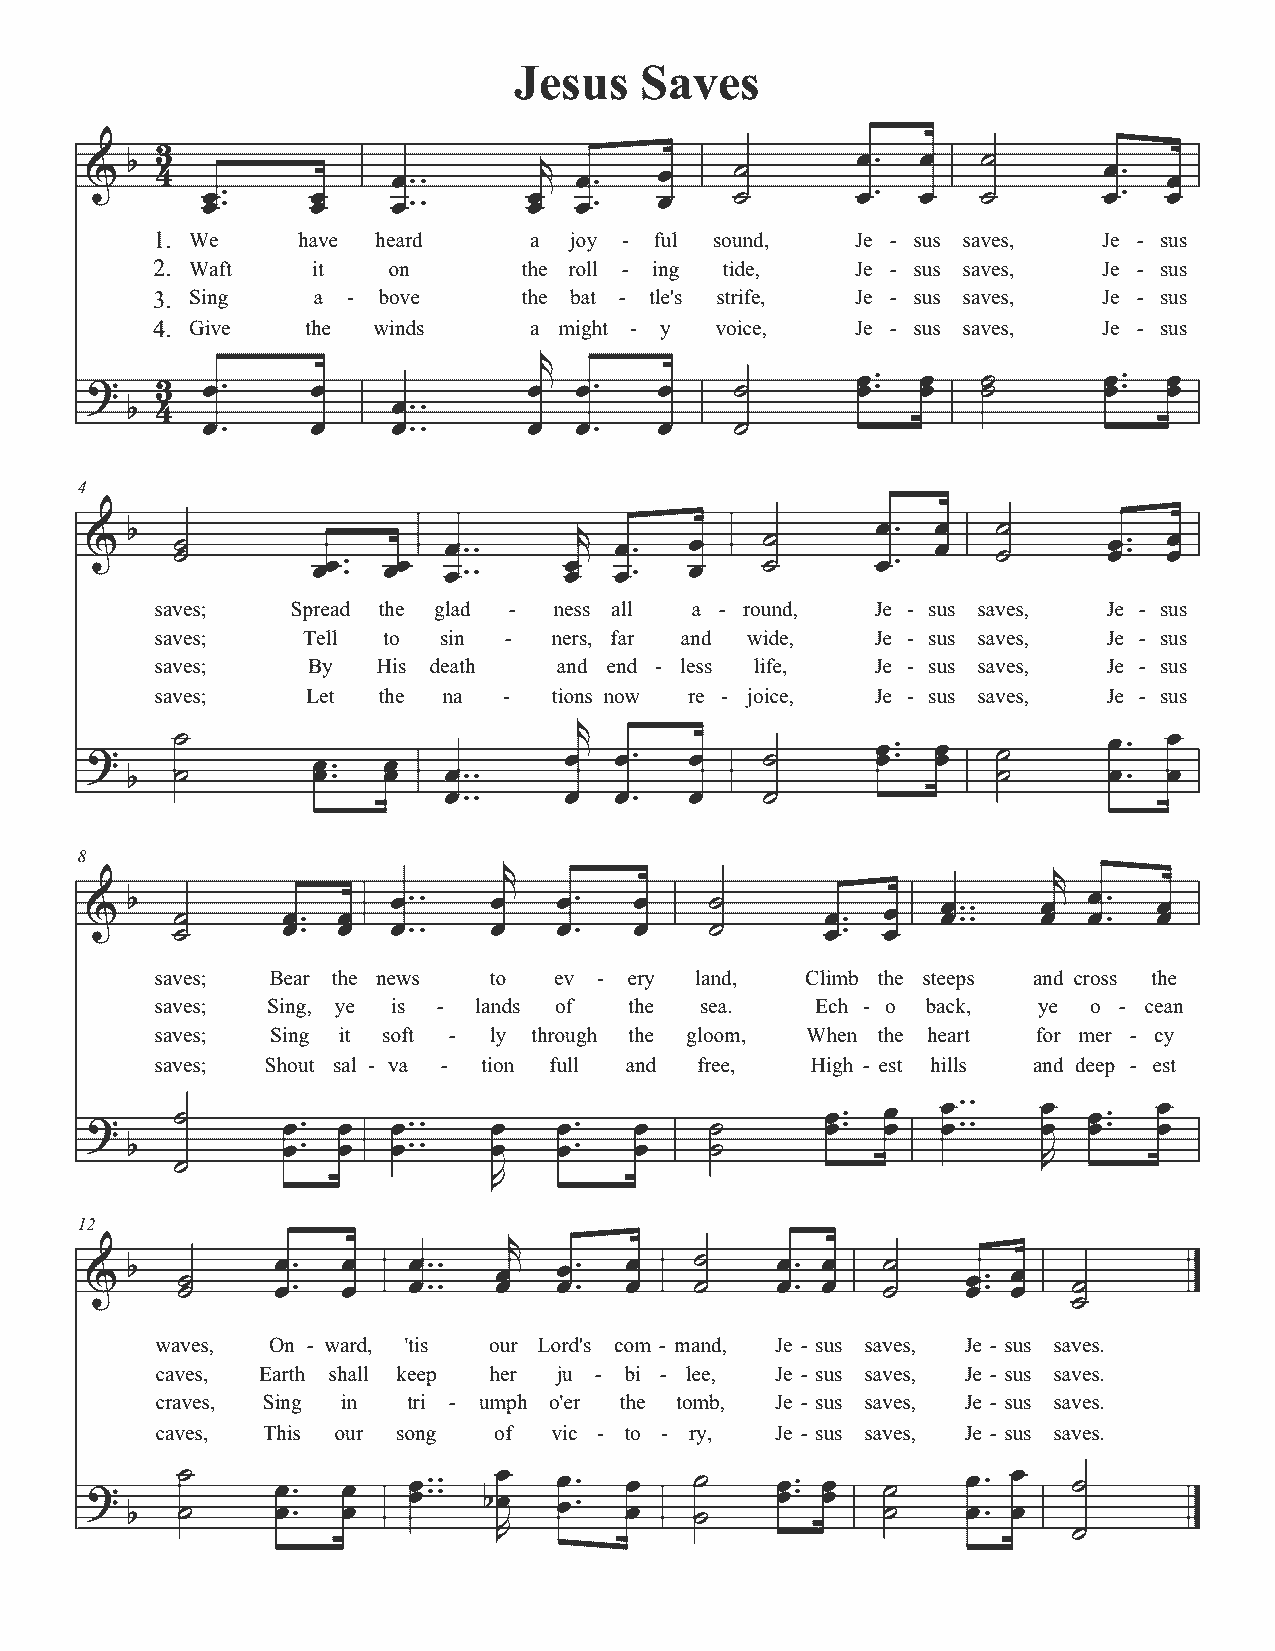 Jesus Saves
1. We have heard a joy - ful sound, Je - sus saves, Je - sus
2. Waft it on the roll - ing tide, Je - sus saves, Je - sus
3. Sing a - bove the bat - tle's strife, Je - sus saves, Je - sus
4. Give the winds a might - y voice, Je - sus saves, Je - sus
4
saves; Spread the glad - ness all a - round, Je - sus saves, Je - sus
saves; Tell to sin - ners, far and wide, Je - sus saves, Je - sus
saves; By His death and end - less life, Je - sus saves, Je - sus
saves; Let the na - tions now re - joice, Je - sus saves, Je - sus
8
saves; Bear the news to ev - ery land, Climb the steeps and cross the
saves; Sing, ye is - lands of the sea. Ech - o back, ye o - cean
saves; Sing it soft - ly through the gloom, When the heart for mer - cy
saves; Shout sal - va - tion full and free, High - est hills and deep - est
12
waves, On - ward, 'tis our Lord's com - mand, Je - sus saves, Je - sus saves.
caves, Earth shall keep her ju - bi - lee, Je - sus saves, Je - sus saves.
craves, Sing in tri - umph o'er the tomb, Je - sus saves, Je - sus saves.
caves, This our song of vic - to - ry, Je - sus saves, Je - sus saves.